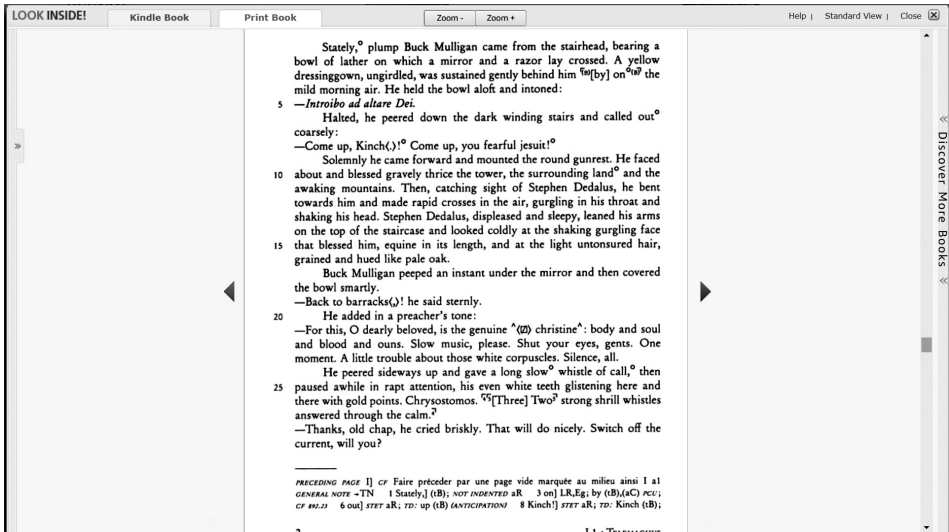 LOOK INSIDE! Kindle Book Print Book Zoom - Zoom + Help | Standard View | Close
Stately,° plump Buck Mulligan came from the stairhead, bearing a
bowl of lather on which a mirror and a razor lay crossed. A yellow
dressinggown, ungirdled, was sustained gently behind him ⌜(B)[by] on°(B)⌝ the
mild morning air. He held the bowl aloft and intoned:
5 —Introibo ad altare Dei.
Halted, he peered down the dark winding stairs and called out°
coarsely:
—Come up, Kinch⟨.⟩!° Come up, you fearful jesuit!°
Solemnly he came forward and mounted the round gunrest. He faced
10 about and blessed gravely thrice the tower, the surrounding land° and the
awaking mountains. Then, catching sight of Stephen Dedalus, he bent
towards him and made rapid crosses in the air, gurgling in his throat and
shaking his head. Stephen Dedalus, displeased and sleepy, leaned his arms
on the top of the staircase and looked coldly at the shaking gurgling face
15 that blessed him, equine in its length, and at the light untonsured hair,
grained and hued like pale oak.
Buck Mulligan peeped an instant under the mirror and then covered
the bowl smartly.
—Back to barracks⟨,⟩! he said sternly.
20 He added in a preacher's tone:
—For this, O dearly beloved, is the genuine ^ christine^: body and soul
and blood and ouns. Slow music, please. Shut your eyes, gents. One
moment. A little trouble about those white corpuscles. Silence, all.
He peered sideways up and gave a long slow° whistle of call,° then
25 paused awhile in rapt attention, his even white teeth glistening here and
there with gold points. Chrysostomos. [Three] Two strong shrill whistles
answered through the calm.
—Thanks, old chap, he cried briskly. That will do nicely. Switch off the
current, will you?
PRECEDING PAGE I] CF Faire précéder par une page vide marquée au milieu ainsi I a1
GENERAL NOTE →TN 1 Stately,] (tB); NOT INDENTED aR 3 on] LR,Eg; by (tB),(aC) PCU;
CF 892.23 6 out] STET aR; TD: up (tB) (ANTICIPATION) 8 Kinch!] STET aR; TD: Kinch (tB);
Discover More Books